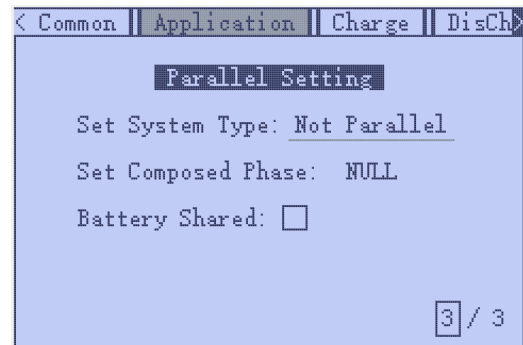 < Common Application Charge DisCh>
Parallel Setting
Set System Type: Not Parallel
Set Composed Phase: NULL
Battery Shared:
3 / 3